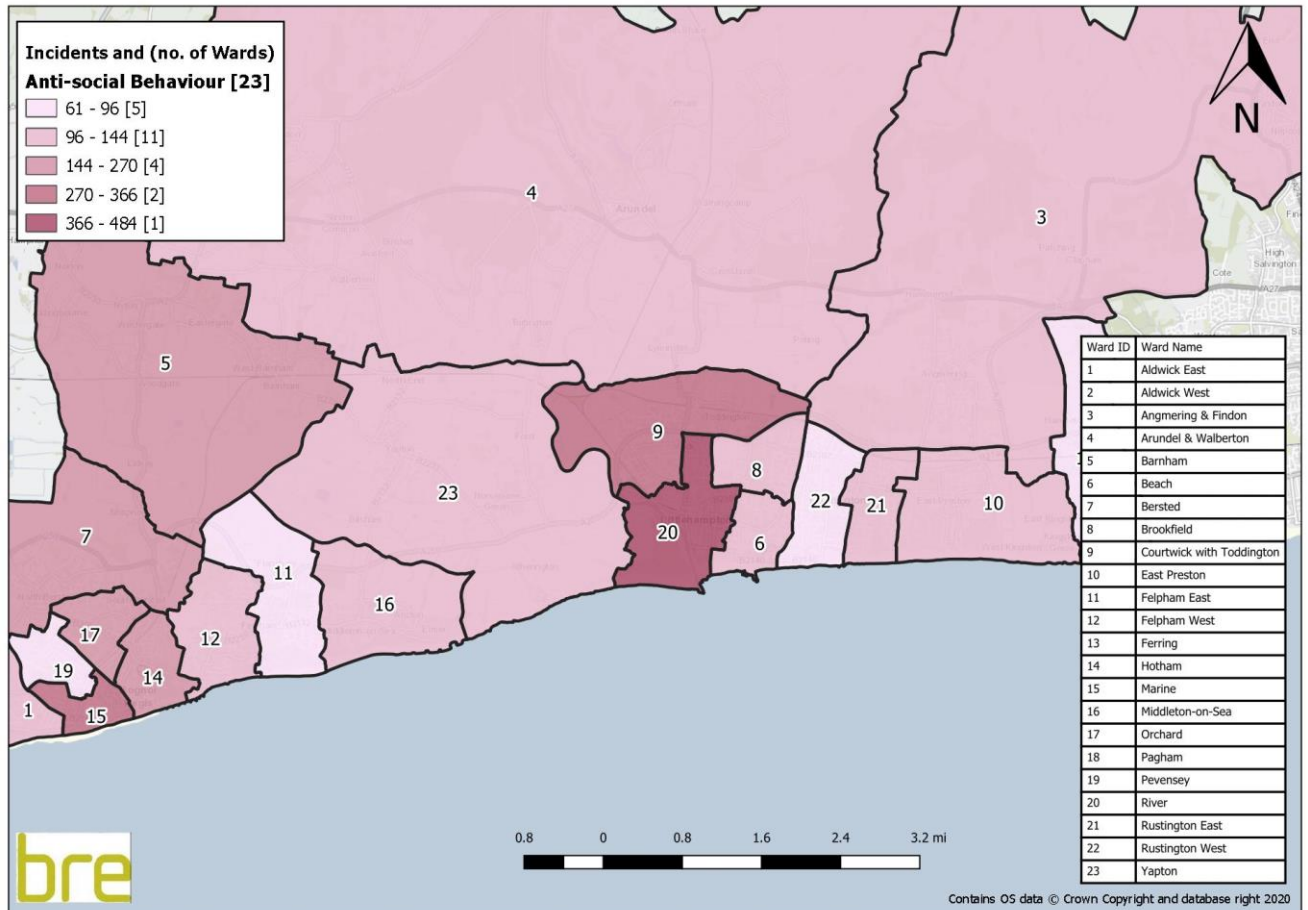 Incidents and (no. of Wards)
Anti-social Behaviour [23]
61 - 96 [5]
96 - 144 [11]
144 - 270 [4]
270 - 366 [2]
366 - 484 [1]
N
4
3
Arundel
High
Salvington
Cote
A27
5
23
9
8
22
21
10
20
6
7
11
16
12
17
19
14
1
15
Ward ID Ward Name
1 Aldwick East
2 Aldwick West
3 Angmering & Findon
4 Arundel & Walberton
5 Barnham
6 Beach
7 Bersted
8 Brookfield
9 Courtwick with Toddington
10 East Preston
11 Felpham East
12 Felpham West
13 Ferring
14 Hotham
15 Marine
16 Middleton-on-Sea
17 Orchard
18 Pagham
19 Pevensey
20 River
21 Rustington East
22 Rustington West
23 Yapton
0.8 0 0.8 1.6 2.4 3.2 mi
bre
Contains OS data © Crown Copyright and database right 2020